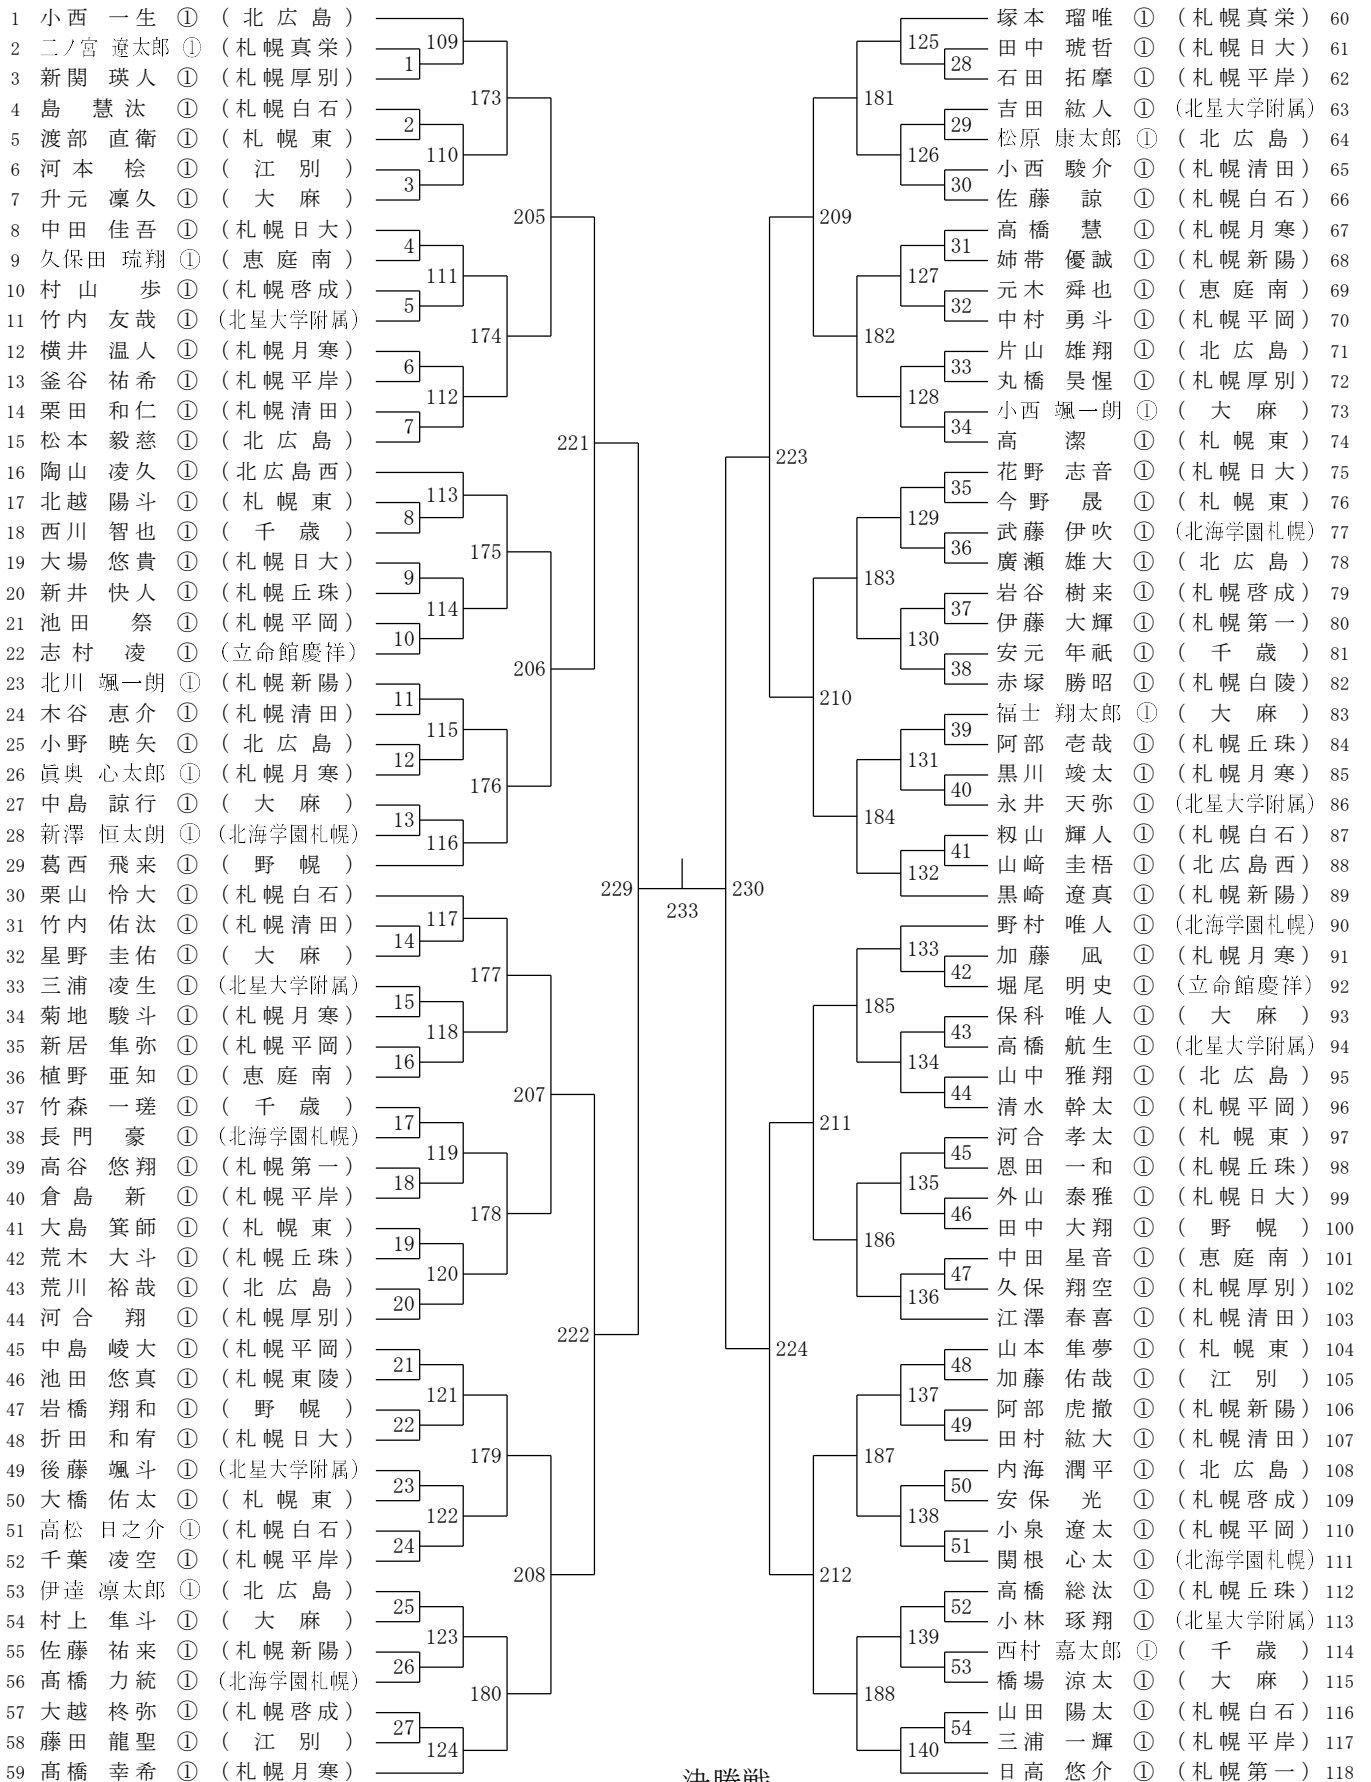 1 小西 一生 ① (北広島)
2 二ノ宮 遼太郎 ① (札幌真栄)
3 新関 瑛人 ① (札幌厚別)
4 島 慧汰 ① (札幌白石)
5 渡部 直衛 ① (札幌東)
6 河本 桧 ① (江別)
7 升元 凜久 ① (大麻)
8 中田 佳吾 ① (札幌日大)
9 久保田 琉翔 ① (恵庭南)
10 村山 歩 ① (札幌啓成)
11 竹内 友哉 ① (北星大学附属)
12 横井 温人 ① (札幌月寒)
13 釜谷 祐希 ① (札幌平岸)
14 栗田 和仁 ① (札幌清田)
15 松本 毅慈 ① (北広島)
16 陶山 凌久 ① (北広島西)
17 北越 陽斗 ① (札幌東)
18 西川 智也 ① (千歳)
19 大場 悠貴 ① (札幌日大)
20 新井 快人 ① (札幌丘珠)
21 池田 祭 ① (札幌平岡)
22 志村 凌 ① (立命館慶祥)
23 北川 颯一朗 ① (札幌新陽)
24 木谷 恵介 ① (札幌清田)
25 小野 暁矢 ① (北広島)
26 眞奥 心太郎 ① (札幌月寒)
27 中島 諒行 ① (大麻)
28 新澤 恒太朗 ① (北海学園札幌)
29 葛西 飛来 ① (野幌)
30 栗山 怜大 ① (札幌白石)
31 竹内 佑汰 ① (札幌清田)
32 星野 圭佑 ① (大麻)
33 三浦 凌生 ① (北星大学附属)
34 菊地 駿斗 ① (札幌月寒)
35 新居 隼弥 ① (札幌平岡)
36 植野 亜知 ① (恵庭南)
37 竹森 一瑳 ① (千歳)
38 長門 豪 ① (北海学園札幌)
39 高谷 悠翔 ① (札幌第一)
40 倉島 新 ① (札幌平岸)
41 大島 箕師 ① (札幌東)
42 荒木 大斗 ① (札幌丘珠)
43 荒川 裕哉 ① (北広島)
44 河合 翔 ① (札幌厚別)
45 中島 崚大 ① (札幌平岡)
46 池田 悠真 ① (札幌東陵)
47 岩橋 翔和 ① (野幌)
48 折田 和宥 ① (札幌日大)
49 後藤 颯斗 ① (北星大学附属)
50 大橋 佑太 ① (札幌東)
51 高松 日之介 ① (札幌白石)
52 千葉 凌空 ① (札幌平岸)
53 伊達 凛太郎 ① (北広島)
54 村上 隼斗 ① (大麻)
55 佐藤 祐来 ① (札幌新陽)
56 髙橋 力統 ① (北海学園札幌)
57 大越 柊弥 ① (札幌啓成)
58 藤田 龍聖 ① (江別)
59 髙橋 幸希 ① (札幌月寒)
109
1
173
2
110
3
205
4
111
5
174
6
112
7
221
113
8
175
9
114
10
206
11
115
12
176
13
116
229
117
14
177
15
118
16
207
17
119
18
178
19
120
20
222
21
121
22
179
23
122
24
208
25
123
26
180
27
124
233
決勝戦
125
28
181
29
126
30
209
31
127
32
182
33
128
34
223
35
129
36
183
37
130
38
210
39
131
40
184
41
132
230
133
42
185
43
134
44
211
45
135
46
186
47
136
224
48
137
49
187
50
138
51
212
52
139
53
188
54
140
塚本 瑠唯 ① (札幌真栄) 60
田中 琥哲 ① (札幌日大) 61
石田 拓摩 ① (札幌平岸) 62
吉田 紘人 ① (北星大学附属) 63
松原 康太郎 ① (北広島) 64
小西 駿介 ① (札幌清田) 65
佐藤 諒 ① (札幌白石) 66
高橋 慧 ① (札幌月寒) 67
姉帯 優誠 ① (札幌新陽) 68
元木 舜也 ① (恵庭南) 69
中村 勇斗 ① (札幌平岡) 70
片山 雄翔 ① (北広島) 71
丸橋 昊惺 ① (札幌厚別) 72
小西 颯一朗 ① (大麻) 73
高 潔 ① (札幌東) 74
花野 志音 ① (札幌日大) 75
今野 晟 ① (札幌東) 76
武藤 伊吹 ① (北海学園札幌) 77
廣瀬 雄大 ① (北広島) 78
岩谷 樹来 ① (札幌啓成) 79
伊藤 大輝 ① (札幌第一) 80
安元 年祇 ① (千歳) 81
赤塚 勝昭 ① (札幌白陵) 82
福士 翔太郎 ① (大麻) 83
阿部 壱哉 ① (札幌丘珠) 84
黒川 竣太 ① (札幌月寒) 85
永井 天弥 ① (北星大学附属) 86
籾山 輝人 ① (札幌白石) 87
山﨑 圭梧 ① (北広島西) 88
黒崎 遼真 ① (札幌新陽) 89
野村 唯人 ① (北海学園札幌) 90
加藤 凪 ① (札幌月寒) 91
堀尾 明史 ① (立命館慶祥) 92
保科 唯人 ① (大麻) 93
高橋 航生 ① (北星大学附属) 94
山中 雅翔 ① (北広島) 95
清水 幹太 ① (札幌平岡) 96
河合 孝太 ① (札幌東) 97
恩田 一和 ① (札幌丘珠) 98
外山 泰雅 ① (札幌日大) 99
田中 大翔 ① (野幌) 100
中田 星音 ① (恵庭南) 101
久保 翔空 ① (札幌厚別) 102
江澤 春喜 ① (札幌清田) 103
山本 隼夢 ① (札幌東) 104
加藤 佑哉 ① (江別) 105
阿部 虎撤 ① (札幌新陽) 106
田村 紘大 ① (札幌清田) 107
内海 潤平 ① (北広島) 108
安保 光 ① (札幌啓成) 109
小泉 遼太 ① (札幌平岡) 110
関根 心太 ① (北海学園札幌) 111
高橋 総汰 ① (札幌丘珠) 112
小林 琢翔 ① (北星大学附属) 113
西村 嘉太郎 ① (千歳) 114
橋場 涼太 ① (大麻) 115
山田 陽太 ① (札幌白石) 116
三浦 一輝 ① (札幌平岸) 117
日高 悠介 ① (札幌第一) 118